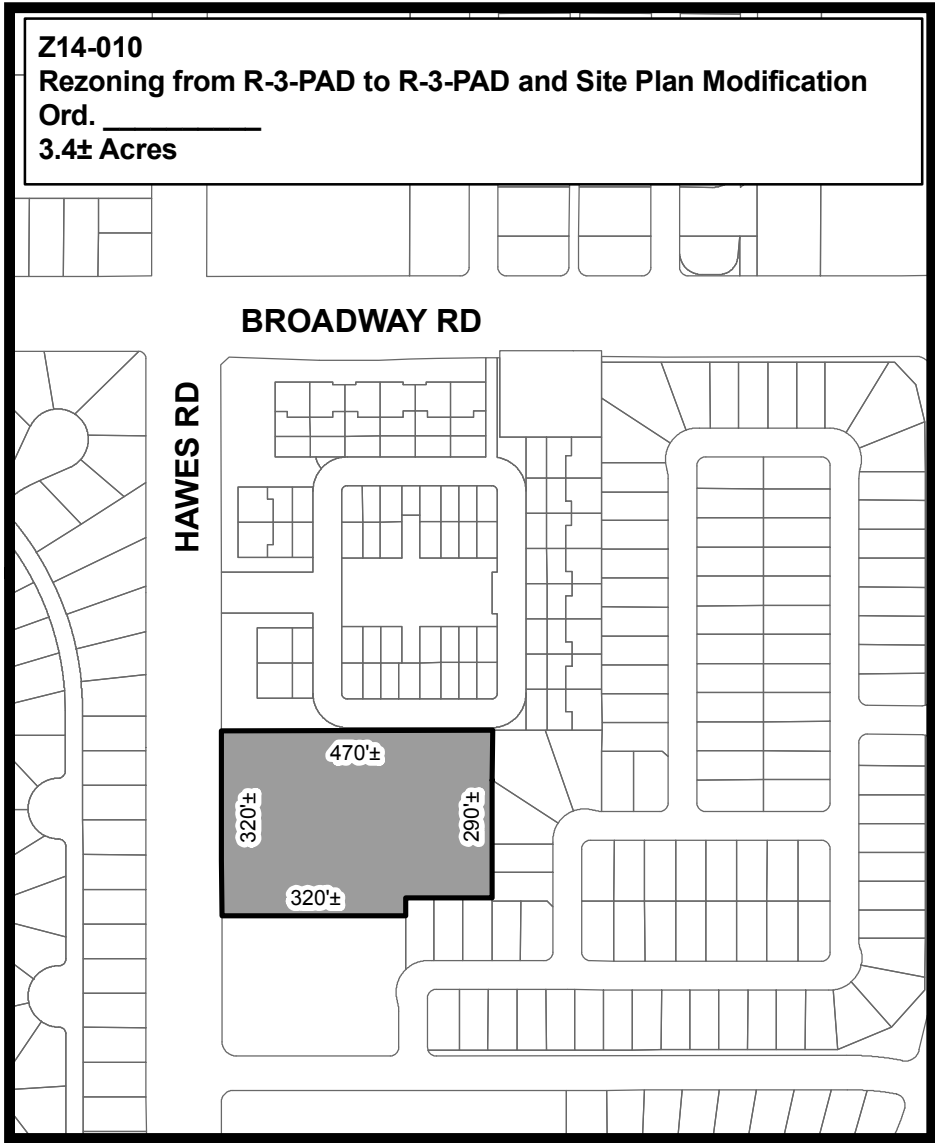 Z14-010
Rezoning from R-3-PAD to R-3-PAD and Site Plan Modification
Ord. __________
3.4± Acres
BROADWAY RD
HAWES RD
470'±
320'±
290'±
320'±